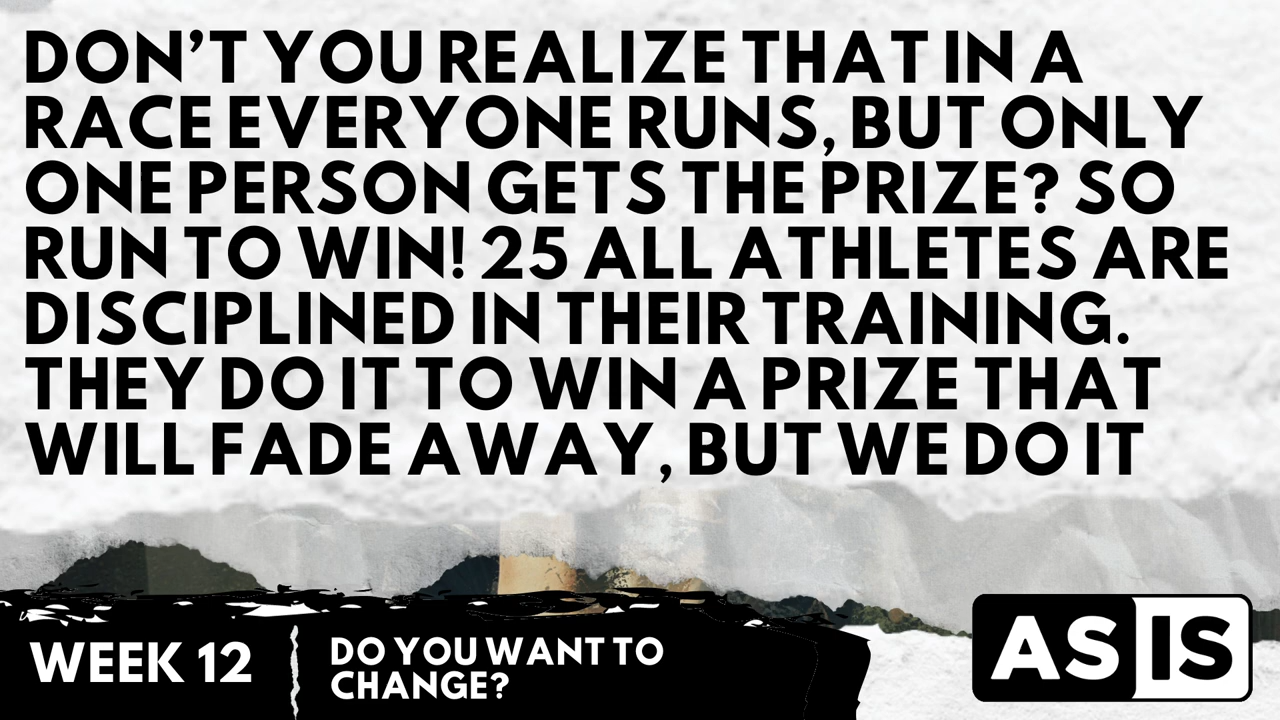 DON'T YOU REALIZE THAT IN A
RACE EVERYONE RUNS, BUT ONLY
ONE PERSON GETS THE PRIZE? SO
RUN TO WIN! 25 ALL ATHLETES ARE
DISCIPLINED IN THEIR TRAINING.
THEY DO IT TO WIN A PRIZE THAT
WILL FADE AWAY, BUT WE DO IT
WEEK 12
DO YOU WANT TO
CHANGE?
AS IS